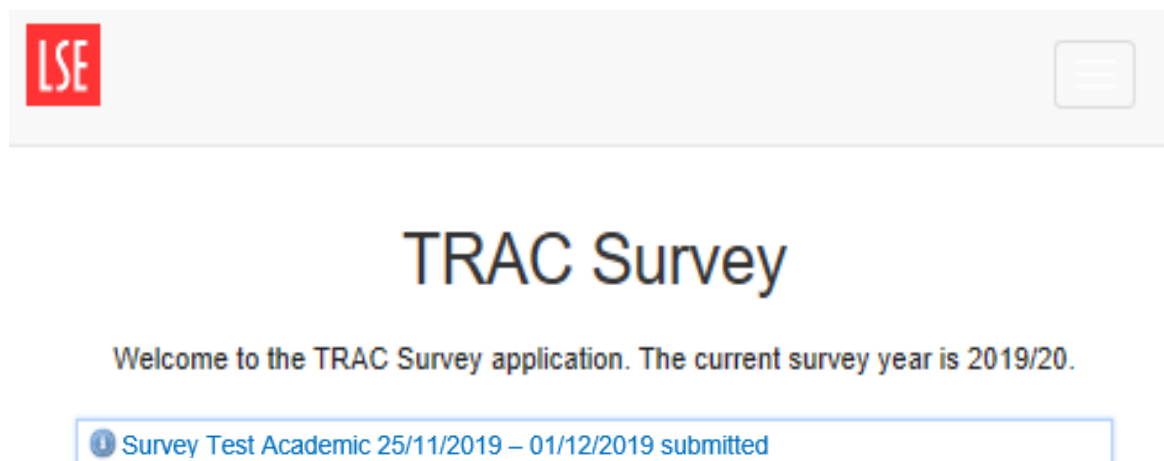 LSE
TRAC Survey
Welcome to the TRAC Survey application. The current survey year is 2019/20.
Survey Test Academic 25/11/2019 – 01/12/2019 submitted